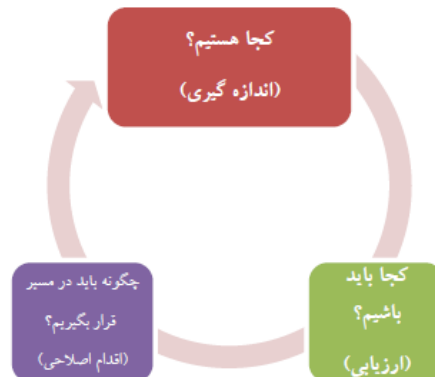 کجا هستیم؟
(اندازه گیری)
کجا باید
باشیم؟
(ارزیابی)
چگونه باید در مسیر
قرار بگیریم؟
(اقدام اصلاحی)